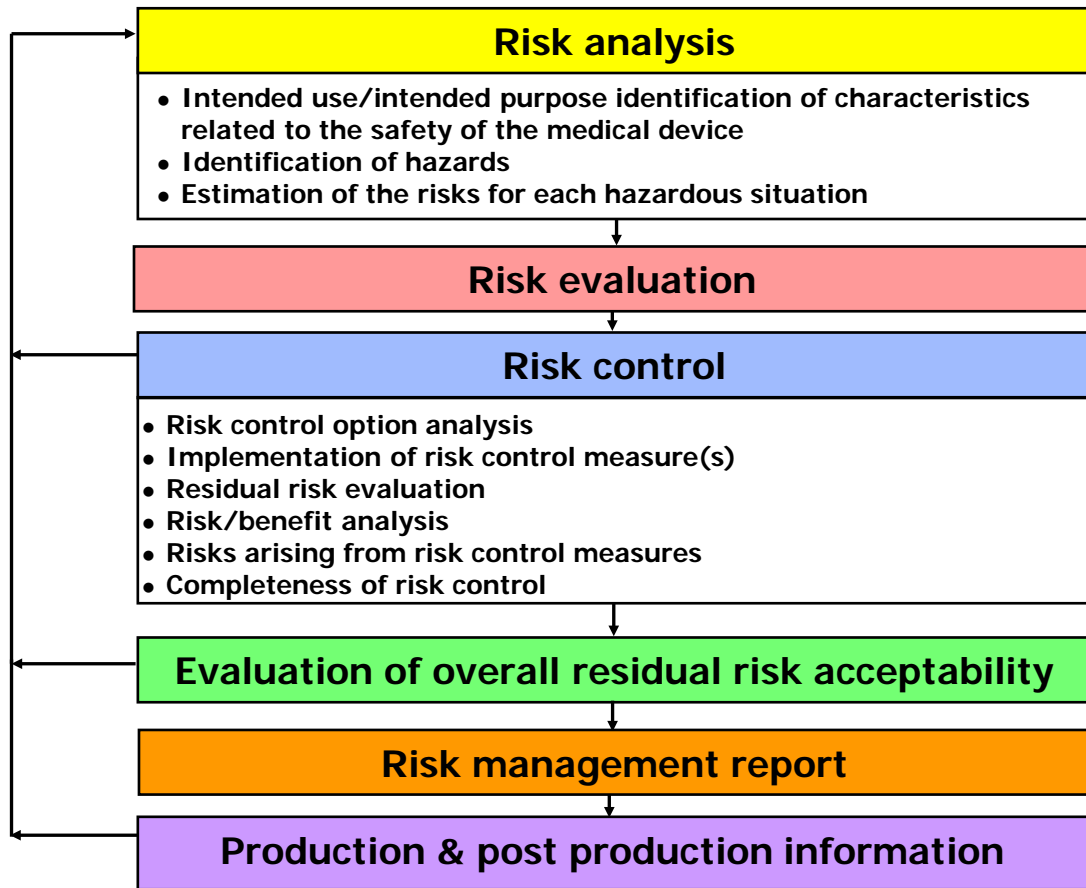 Risk analysis
• Intended use/intended purpose identification of characteristics
related to the safety of the medical device
• Identification of hazards
• Estimation of the risks for each hazardous situation
Risk evaluation
Risk control
• Risk control option analysis
• Implementation of risk control measure(s)
• Residual risk evaluation
• Risk/benefit analysis
• Risks arising from risk control measures
• Completeness of risk control
Evaluation of overall residual risk acceptability
Risk management report
Production & post production information